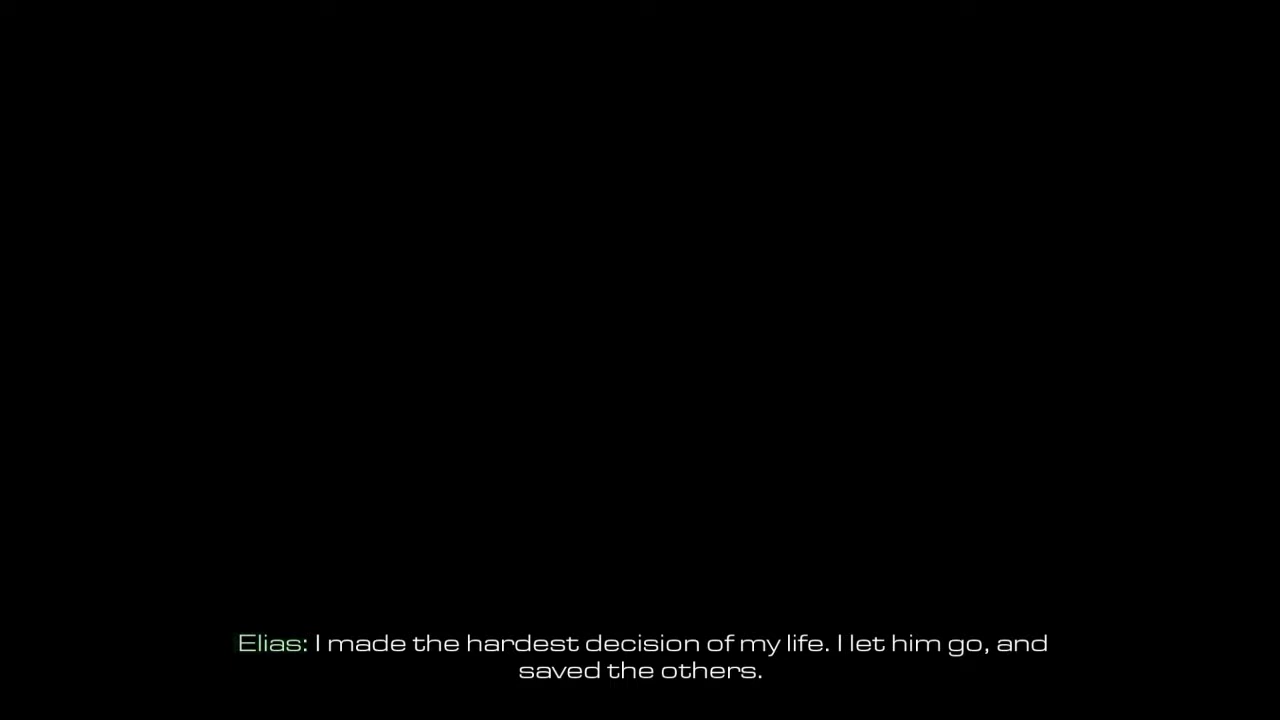 Elias: I made the hardest decision of my life. I let him go, and
saved the others.